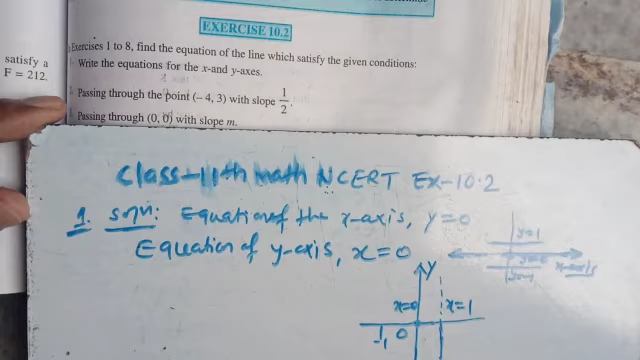 EXERCISE 10.2
Exercises 1 to 8, find the equation of the line which satisfy the given conditions:
Write the equations for the x-and y-axes.
Passing through the point (– 4, 3) with slope 1/2.
Passing through (0, 0) with slope m.
satisfy a
F = 212.
Class-11th math NCERT Ex-10.2
1. Soln: Equation of the x-axis, y=0
Equation of y-axis, x=0
y=1
y=0
x-axis
Y
x=0
x=1
0